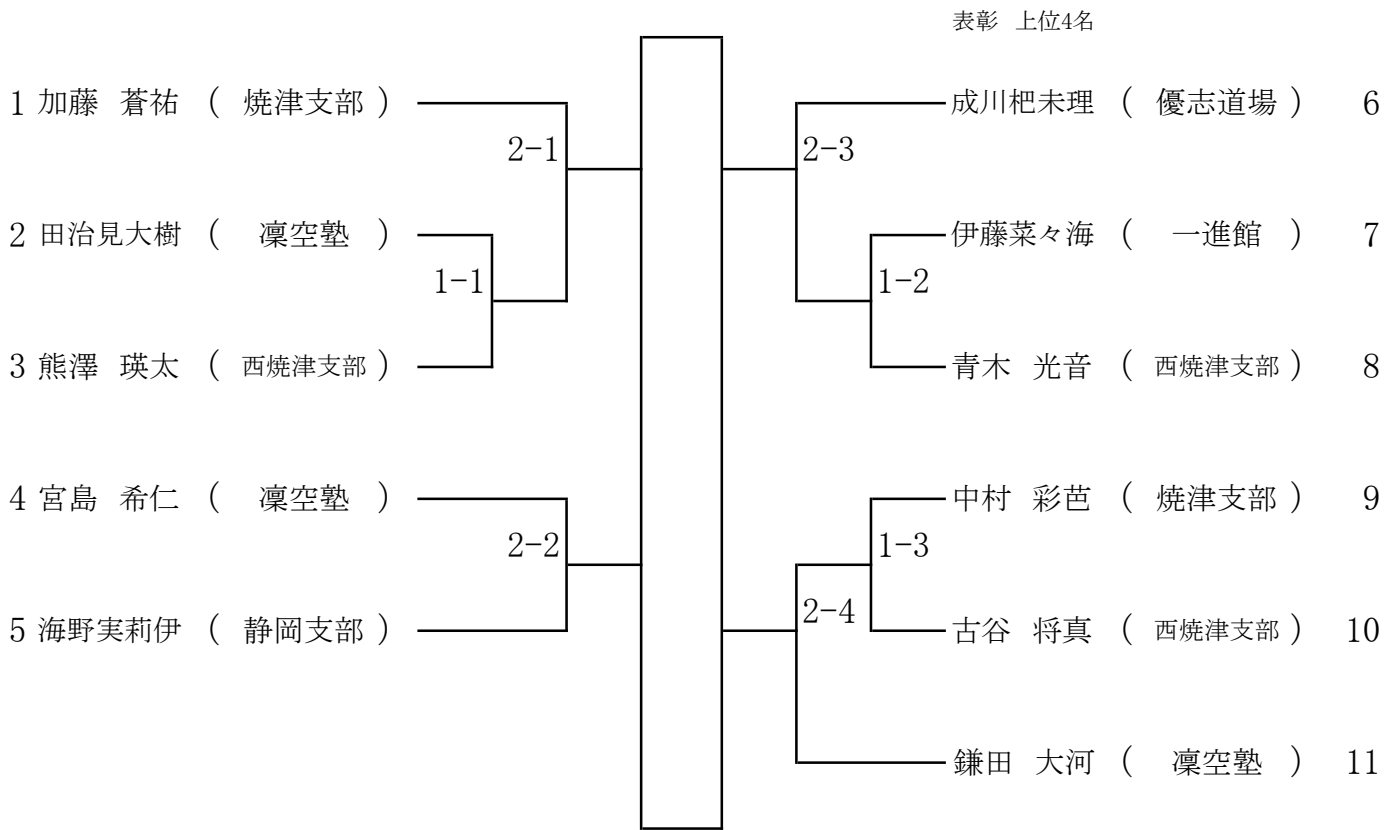 表彰 上位4名
1 加藤 蒼祐 ( 焼津支部 )
2-1
2 田治見大樹 ( 凜空塾 )
1-1
3 熊澤 瑛太 ( 西焼津支部 )
4 宮島 希仁 ( 凜空塾 )
2-2
5 海野実莉伊 ( 静岡支部 )
成川杷未理 ( 優志道場 ) 6
2-3
伊藤菜々海 ( 一進館 ) 7
1-2
青木 光音 ( 西焼津支部 ) 8
中村 彩芭 ( 焼津支部 ) 9
1-3
2-4
古谷 将真 ( 西焼津支部 ) 10
鎌田 大河 ( 凜空塾 ) 11